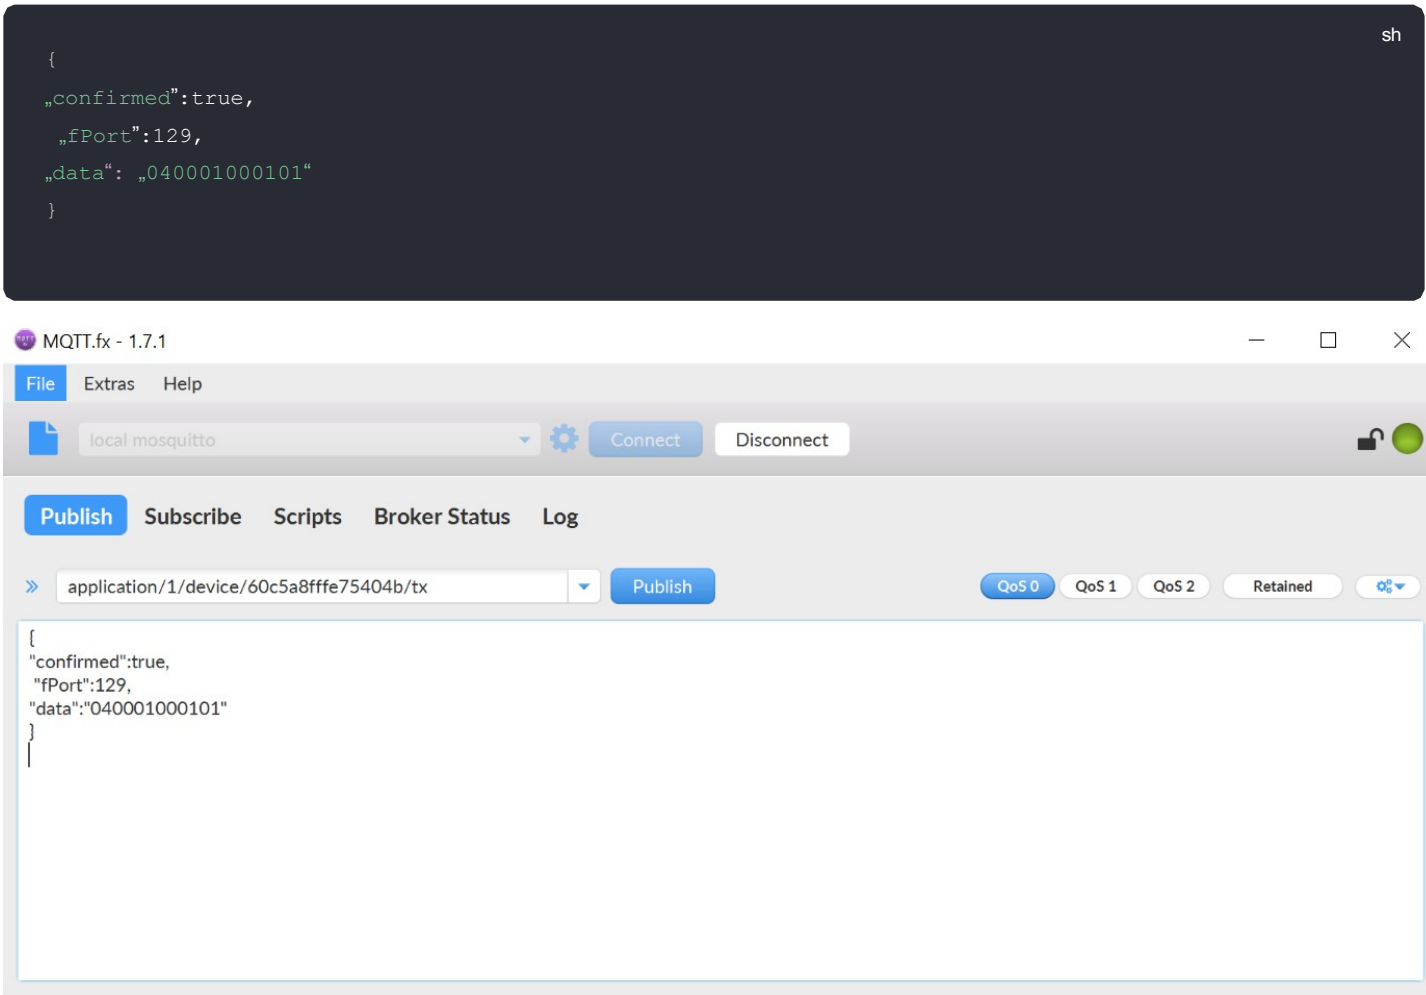 sh
{
„confirmed”:true,
„fPort”:129,
„data“: „040001000101“
}
MQTT.fx - 1.7.1
File Extras Help
local mosquitto Connect Disconnect
Publish Subscribe Scripts Broker Status Log
application/1/device/60c5a8fffe75404b/tx Publish QoS 0 QoS 1 QoS 2 Retained
{
"confirmed":true,
"fPort":129,
"data":"040001000101"
}